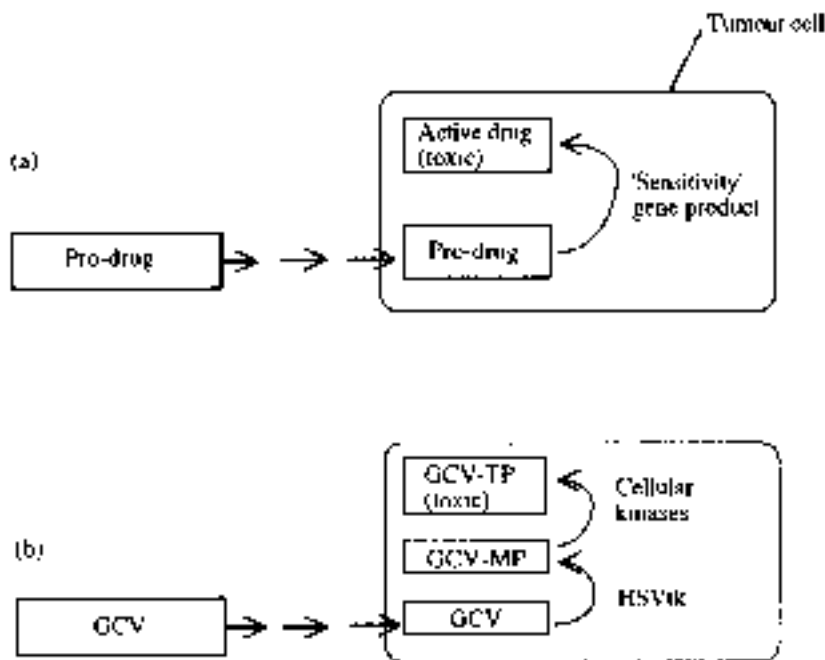 Tumour cell
(a)
Active drug
(toxic)
'Sensitivity'
gene product
Pro-drug
Pro-drug
(b)
GCV-TP
(toxic)
Cellular
kinases
GCV-MP
HSVtk
GCV
GCV